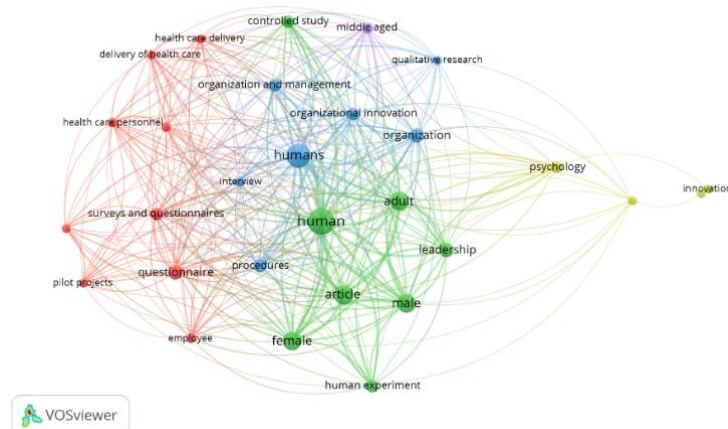 controlled study
middle aged
health care delivery
delivery of health care
qualitative research
organization and management
organizational innovation
health care personnel
organization
humans
psychology
interview
innovation
adult
surveys and questionnaires
human
leadership
procedures
questionnaire
pilot projects
article
male
employee
female
human experiment
VOSviewer